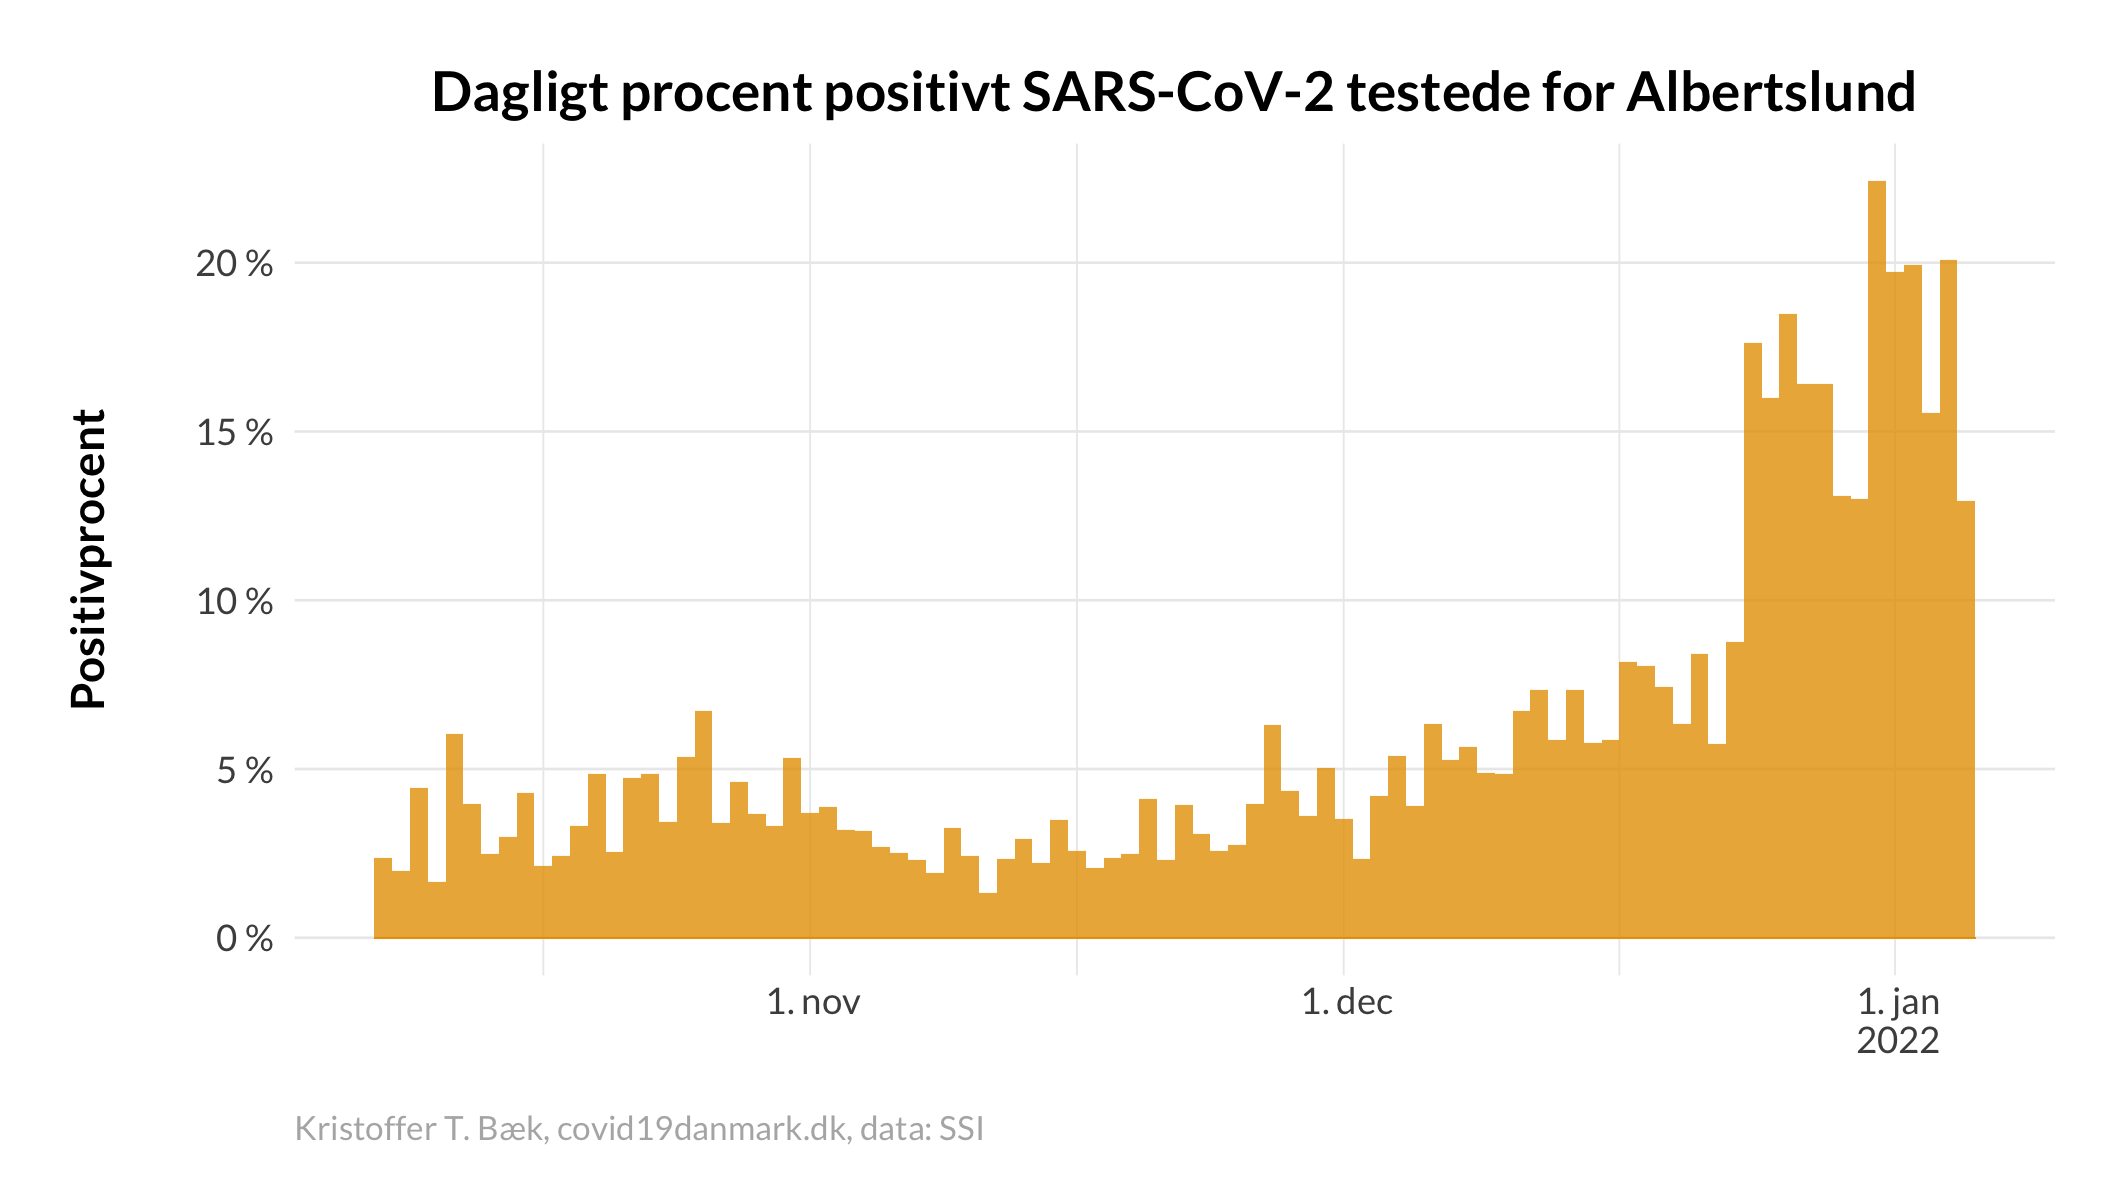 Dagligt procent positivt SARS-CoV-2 testede for Albertslund
Positivprocent
20 %
15 %
10 %
5 %
0 %
1. nov
1. dec
1. jan
2022
Kristoffer T. Bæk, covid19danmark.dk, data: SSI